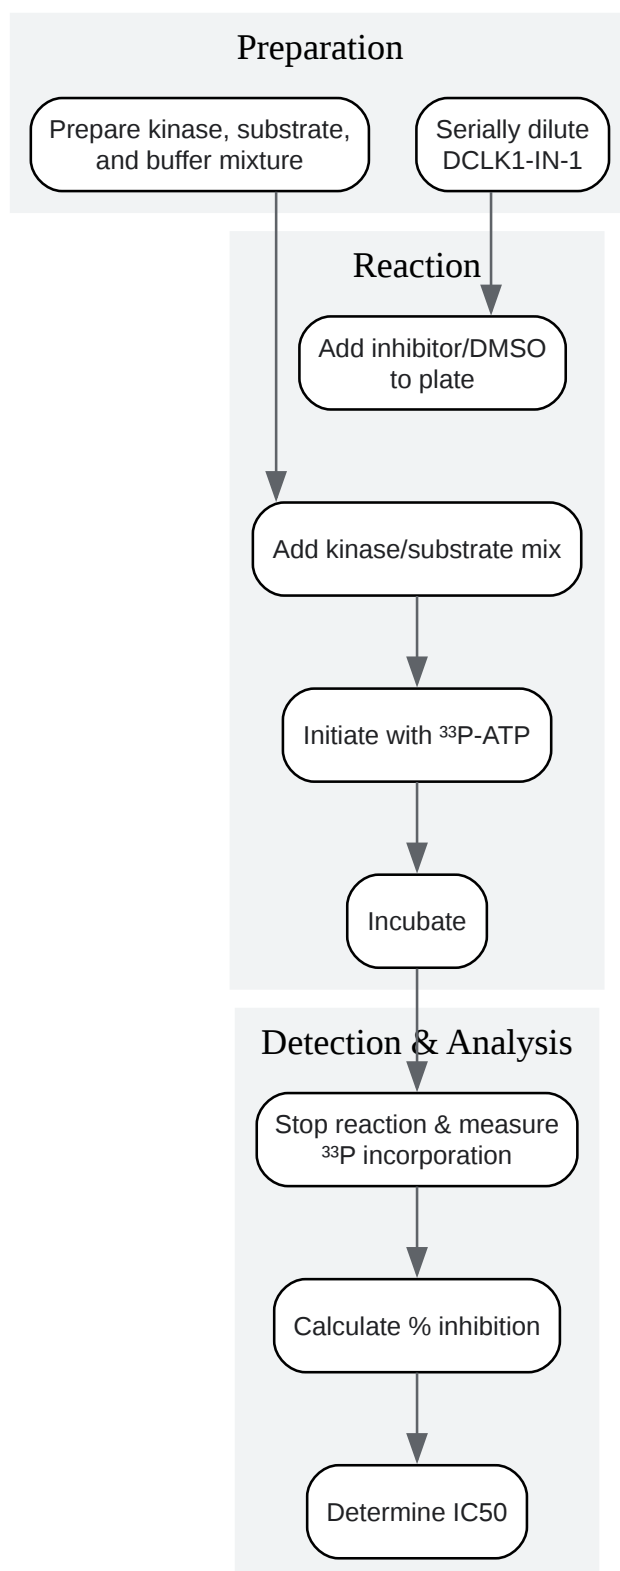 Preparation
Prepare kinase, substrate,
and buffer mixture
Serially dilute
DCLK1-IN-1
Reaction
Add inhibitor/DMSO
to plate
Add kinase/substrate mix
Initiate with ³³P-ATP
Incubate
Detection & Analysis
Stop reaction & measure
³³P incorporation
Calculate % inhibition
Determine IC50